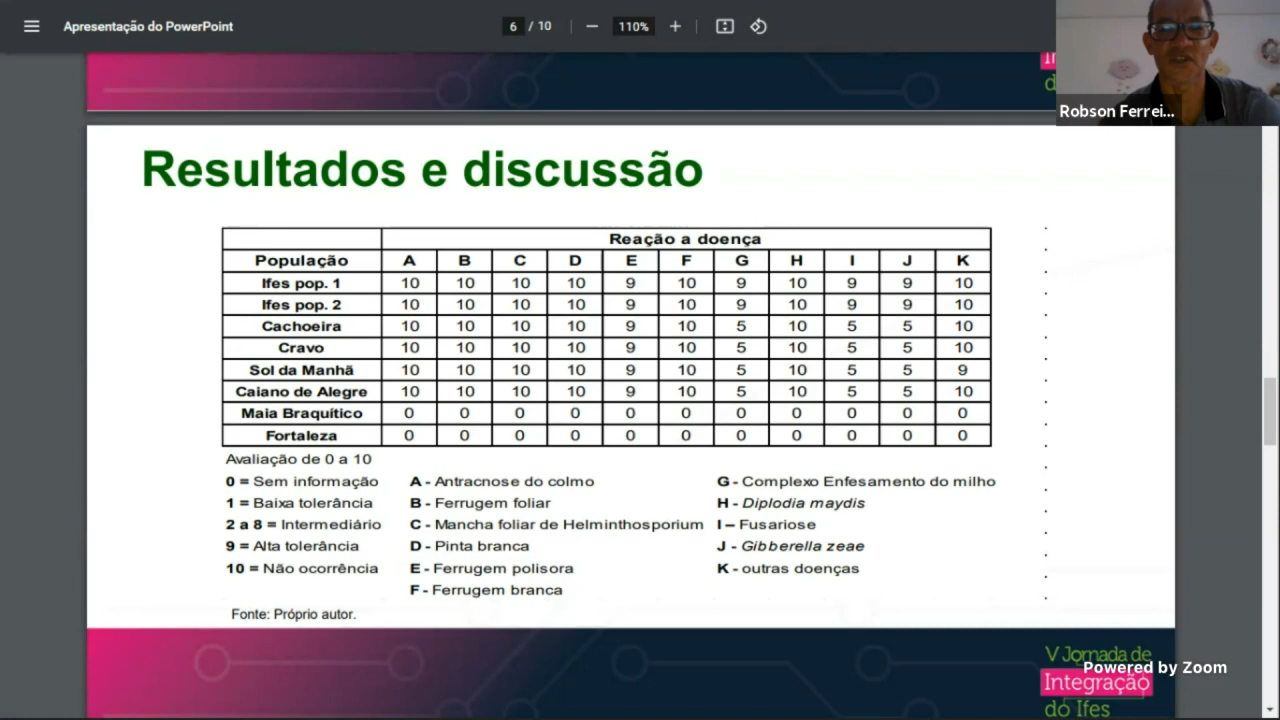 Apresentação do PowerPoint
6 / 10
110%
Robson Ferrei...
Resultados e discussão
Reação a doença
População A B C D E F G H I J K
Ifes pop. 1 10 10 10 10 9 10 9 10 9 9 10
Ifes pop. 2 10 10 10 10 9 10 9 10 9 9 10
Cachoeira 10 10 10 10 9 10 5 10 5 5 10
Cravo 10 10 10 10 9 10 5 10 5 5 10
Sol da Manhã 10 10 10 10 9 10 5 10 5 5 9
Caiano de Alegre 10 10 10 10 9 10 5 10 5 5 10
Maia Braquítico 0 0 0 0 0 0 0 0 0 0 0
Fortaleza 0 0 0 0 0 0 0 0 0 0 0
Avaliação de 0 a 10
0 = Sem informação
1 = Baixa tolerância
2 a 8 = Intermediário
9 = Alta tolerância
10 = Não ocorrência
A - Antracnose do colmo
B - Ferrugem foliar
C - Mancha foliar de Helminthosporium
D - Pinta branca
E - Ferrugem polisora
F - Ferrugem branca
G - Complexo Enfesamento do milho
H - Diplodia maydis
I – Fusariose
J - Gibberella zeae
K - outras doenças
Fonte: Próprio autor.
V Jornada de
Integração
do Ifes
Powered by Zoom